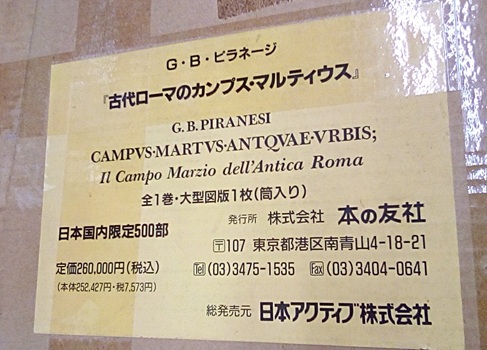 G・B・ピラネージ
『古代ローマのカンプス・マルティウス』
G.B.PIRANESI
CAMPVS·MARTVS·ANTQVAE·VRBIS;
Il Campo Marzio dell'Antica Roma
全1巻・大型図版1枚(筒入り)
発行所 株式会社 本の友社
日本国内限定500部
〒107 東京都港区南青山4-18-21
定価260,000円(税込)
Tel (03)3475-1535 Fax (03)3404-0641
(本体252,427円・税7,573円)
総発売元 日本アクティブ株式会社